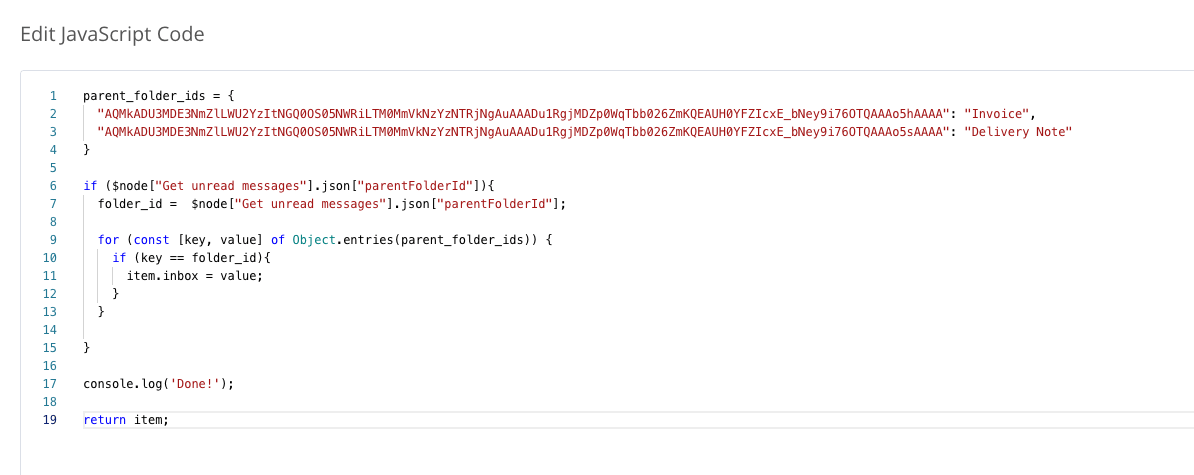 Edit JavaScript Code
1 parent_folder_ids = {
2 "AQMkADU3MDE3NmZlLWU2YzItNGQ0OS05NWRiLTM0MmVkNzYzNTRjNgAuAAADu1RgjMDZp0WqTbb026ZmKQEAUH0YFZIcxE_bNey9i76OTQAAAo5hAAAA": "Invoice",
3 "AQMkADU3MDE3NmZlLWU2YzItNGQ0OS05NWRiLTM0MmVkNzYzNTRjNgAuAAADu1RgjMDZp0WqTbb026ZmKQEAUH0YFZIcxE_bNey9i76OTQAAAo5sAAAA": "Delivery Note"
4 }
5
6 if ($node["Get unread messages"].json["parentFolderId"]){
7 folder_id =  $node["Get unread messages"].json["parentFolderId"];
8
9 for (const [key, value] of Object.entries(parent_folder_ids)) {
10 if (key == folder_id){
11 item.inbox = value;
12 }
13 }
14
15 }
16
17 console.log('Done!');
18
19 return item;